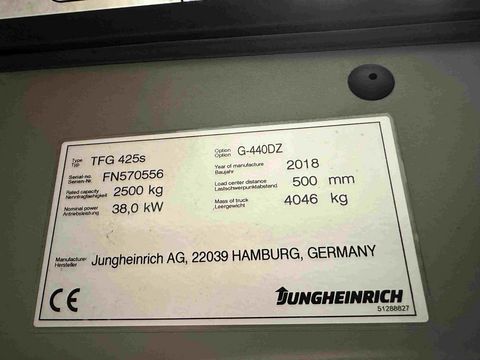 Type TFG 425s Option G-440DZ
Typ Option
Serial no. FN570556 Year of manufacture 2018
Serien-Nr. Baujahr
Rated capacity 2500 kg Load center distance 500 mm
Nenntragfähigkeit Lastschwerpunktabstand
Nominal power 38,0 kW Mass of truck 4046 kg
Antriebsleistung Leergewicht
Manufacturer Jungheinrich AG, 22039 HAMBURG, GERMANY
Hersteller
CE JUNGHEINRICH
51288827